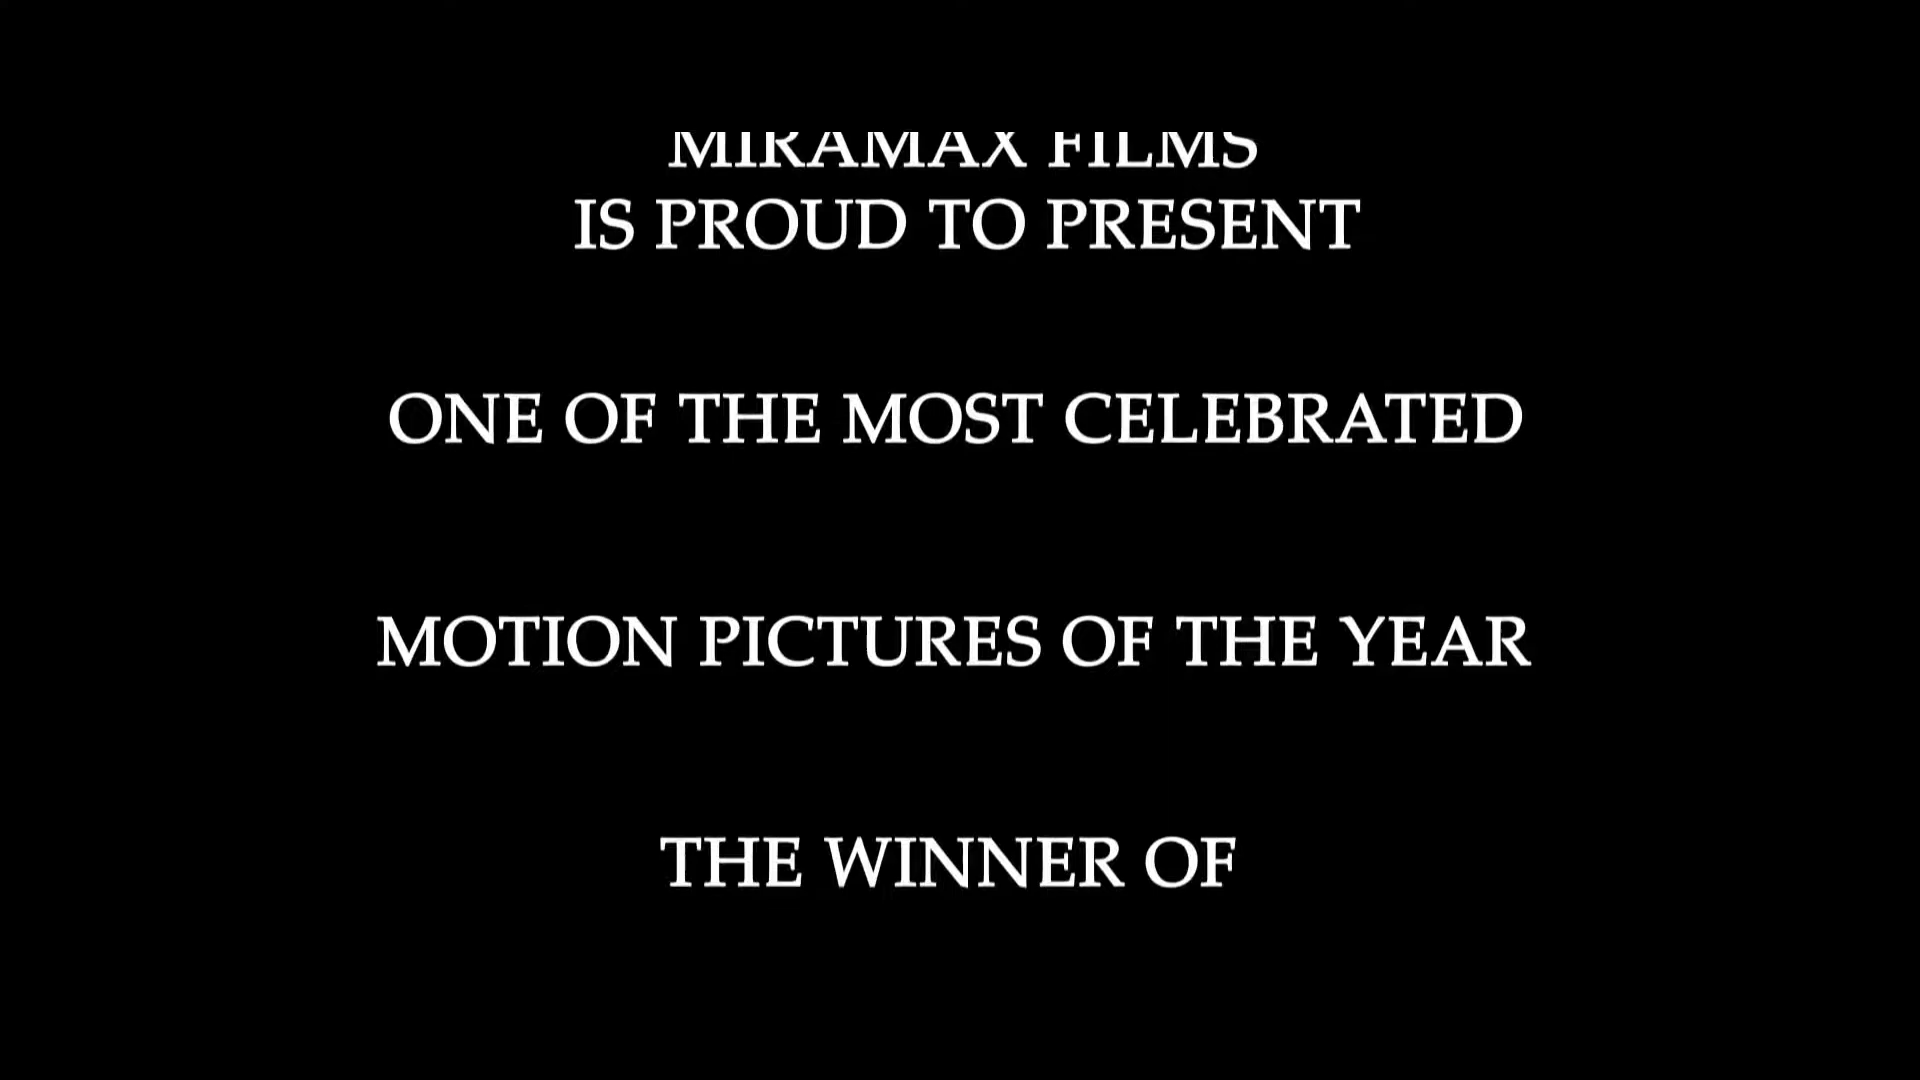 MIRAMAX FILMS
IS PROUD TO PRESENT
ONE OF THE MOST CELEBRATED
MOTION PICTURES OF THE YEAR
THE WINNER OF